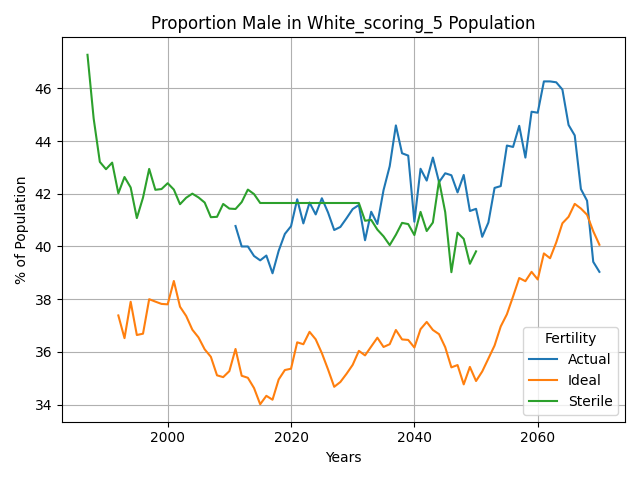 Proportion Male in White_scoring_5 Population
% of Population
46
44
42
40
38
36
34
2000
2020
2040
2060
Years
Fertility
Actual
Ideal
Sterile